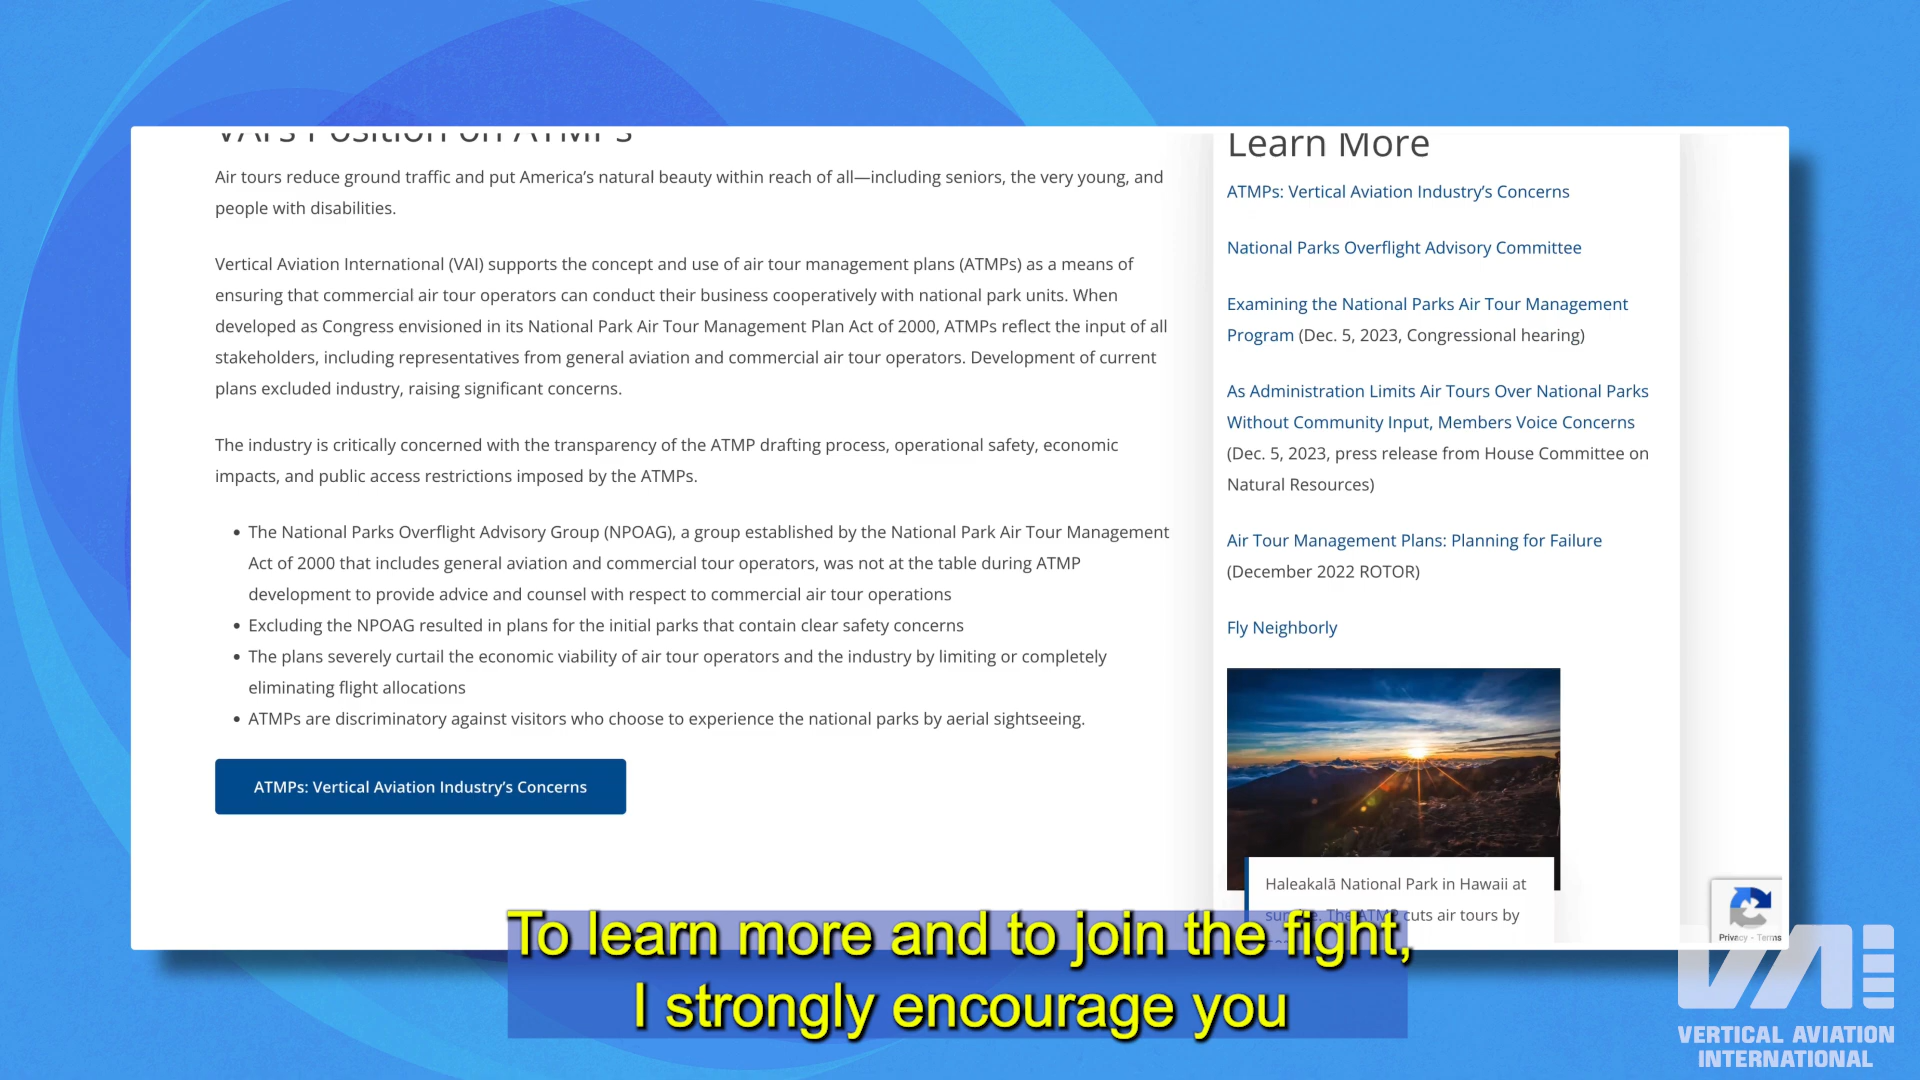 VAI's Position on ATMPs
Air tours reduce ground traffic and put America’s natural beauty within reach of all—including seniors, the very young, and
people with disabilities.
Vertical Aviation International (VAI) supports the concept and use of air tour management plans (ATMPs) as a means of
ensuring that commercial air tour operators can conduct their business cooperatively with national park units. When
developed as Congress envisioned in its National Park Air Tour Management Plan Act of 2000, ATMPs reflect the input of all
stakeholders, including representatives from general aviation and commercial air tour operators. Development of current
plans excluded industry, raising significant concerns.
The industry is critically concerned with the transparency of the ATMP drafting process, operational safety, economic
impacts, and public access restrictions imposed by the ATMPs.
• The National Parks Overflight Advisory Group (NPOAG), a group established by the National Park Air Tour Management
Act of 2000 that includes general aviation and commercial tour operators, was not at the table during ATMP
development to provide advice and counsel with respect to commercial air tour operations
• Excluding the NPOAG resulted in plans for the initial parks that contain clear safety concerns
• The plans severely curtail the economic viability of air tour operators and the industry by limiting or completely
eliminating flight allocations
• ATMPs are discriminatory against visitors who choose to experience the national parks by aerial sightseeing.
ATMPs: Vertical Aviation Industry’s Concerns
Learn More
ATMPs: Vertical Aviation Industry’s Concerns
National Parks Overflight Advisory Committee
Examining the National Parks Air Tour Management
Program (Dec. 5, 2023, Congressional hearing)
As Administration Limits Air Tours Over National Parks
Without Community Input, Members Voice Concerns
(Dec. 5, 2023, press release from House Committee on
Natural Resources)
Air Tour Management Plans: Planning for Failure
(December 2022 ROTOR)
Fly Neighborly
Haleakalā National Park in Hawaii at
sunrise. The ATMP cuts air tours by
Privacy - Terms
To learn more and to join the fight,
I strongly encourage you
VAI
VERTICAL AVIATION
INTERNATIONAL